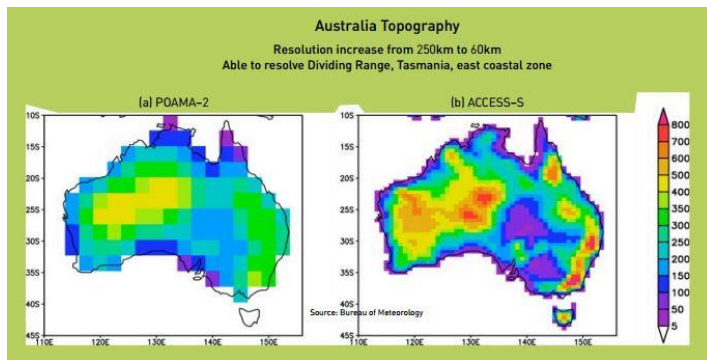 Australia Topography
Resolution increase from 250km to 60km
Able to resolve Dividing Range, Tasmania, east coastal zone
(a) POAMA-2
(b) ACCESS-S
10S
15S
20S
25S
30S
35S
40S
45S
110E
120E
130E
140E
150E
10S
15S
20S
25S
30S
35S
40S
45S
110E
120E
130E
140E
150E
Source: Bureau of Meteorology
800
700
600
500
400
350
300
250
200
150
100
50
5